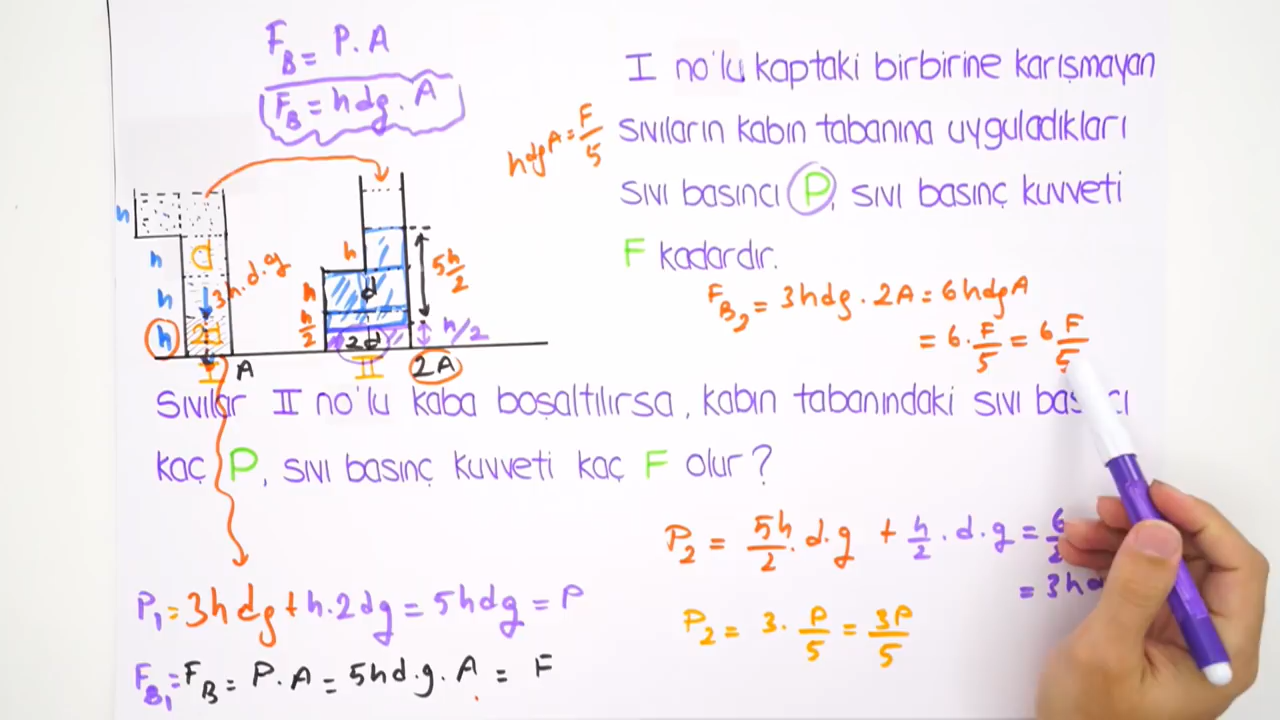 F_B = P.A
F_B = hdg.A
hdgA = F/5
I no'lu kaptaki birbirine karışmayan
sıvıların kabın tabanına uyguladıkları
sıvı basıncı P, sıvı basınç kuvveti
F kadardır.
h
h
h
h
d
2d
3h.d.g
I
A
h
h
h/2
d
2d
5h/2
h/2
II
2A
F_B2 = 3hdg.2A = 6hdgA
= 6.F/5 = 6F/5
Sıvılar II no'lu kaba boşaltılırsa, kabın tabanındaki sıvı
kaç P, sıvı basınç kuvveti kaç F olur?
P_2 = 5h/2.d.g + h/2.d.g = 6
= 3h
P_1 = 3hdg + h.2dg = 5hdg = P
P_2 = 3.P/5 = 3P/5
F_B1 = F_B = P.A = 5hd.g.A = F